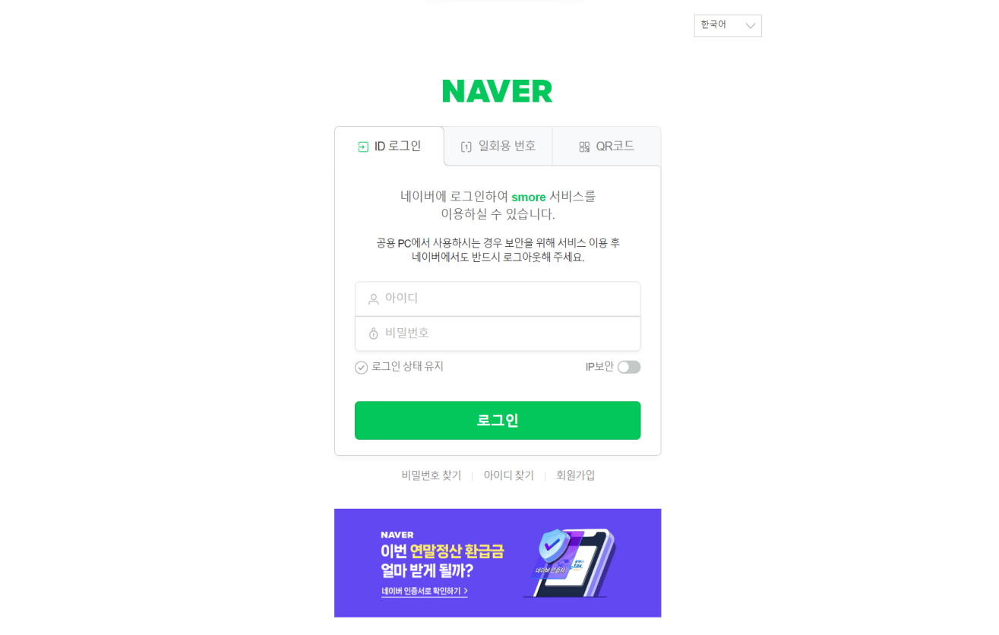 한국어
NAVER
ID 로그인
일회용 번호
QR코드
네이버에 로그인하여 smore 서비스를
이용하실 수 있습니다.
공용 PC에서 사용하시는 경우 보안을 위해 서비스 이용 후
네이버에서도 반드시 로그아웃해 주세요.
아이디
비밀번호
로그인 상태 유지
IP보안
로그인
비밀번호 찾기
아이디 찾기
회원가입
NAVER
이번 연말정산 환급금
얼마 받게 될까?
네이버 인증서로 확인하기 >
네이버 인증서
tax.